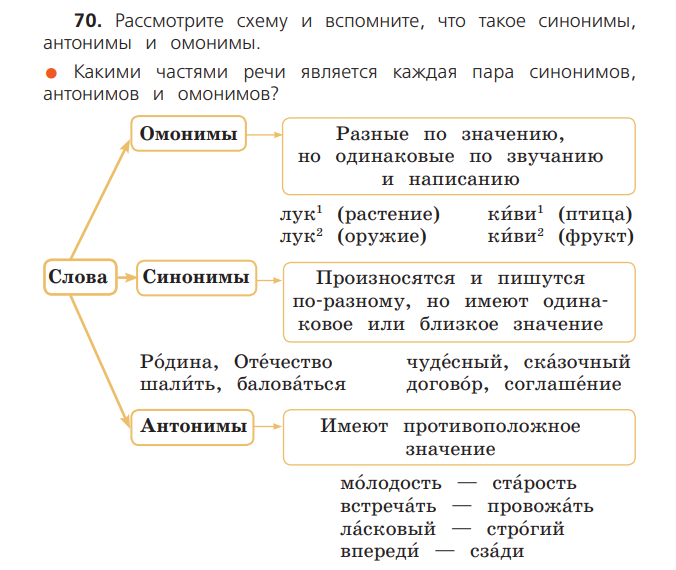 70. Рассмотрите схему и вспомните, что такое синонимы,
антонимы и омонимы.
● Какими частями речи является каждая пара синонимов,
антонимов и омонимов?
Омонимы
Разные по значению,
но одинаковые по звучанию
и написанию
лук¹ (растение) ки́ви¹ (птица)
лук² (оружие) ки́ви² (фрукт)
Слова
Синонимы
Произносятся и пишутся
по-разному, но имеют одина-
ковое или близкое значение
Ро́дина, Оте́чество чуде́сный, ска́зочный
шали́ть, балова́ться догово́р, соглаше́ние
Антонимы
Имеют противоположное
значение
мо́лодость — ста́рость
встреча́ть — провожа́ть
ла́сковый — стро́гий
впереди́ — сза́ди